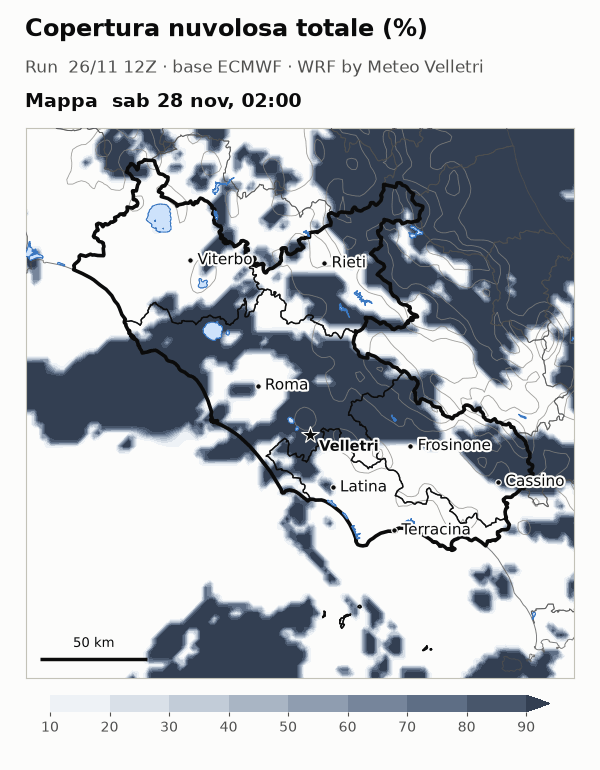 Copertura nuvolosa totale (%)
Run  26/11 12Z · base ECMWF · WRF by Meteo Velletri
Mappa  sab 28 nov, 02:00
Viterbo
Rieti
Roma
Velletri
Frosinone
Cassino
Latina
Terracina
50 km
10 20 30 40 50 60 70 80 90